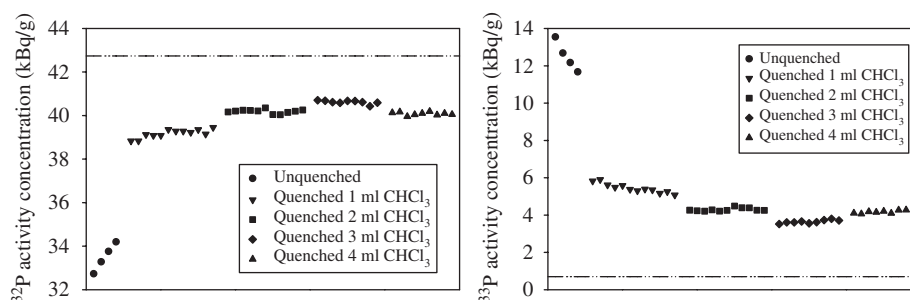 44
42
40
38
36
34
32
³²P activity concentration (kBq/g)
Unquenched
Quenched 1 ml CHCl₃
Quenched 2 ml CHCl₃
Quenched 3 ml CHCl₃
Quenched 4 ml CHCl₃
14
12
10
8
6
4
2
0
³³P activity concentration (kBq/g)
Unquenched
Quenched 1 ml CHCl₃
Quenched 2 ml CHCl₃
Quenched 3 ml CHCl₃
Quenched 4 ml CHCl₃